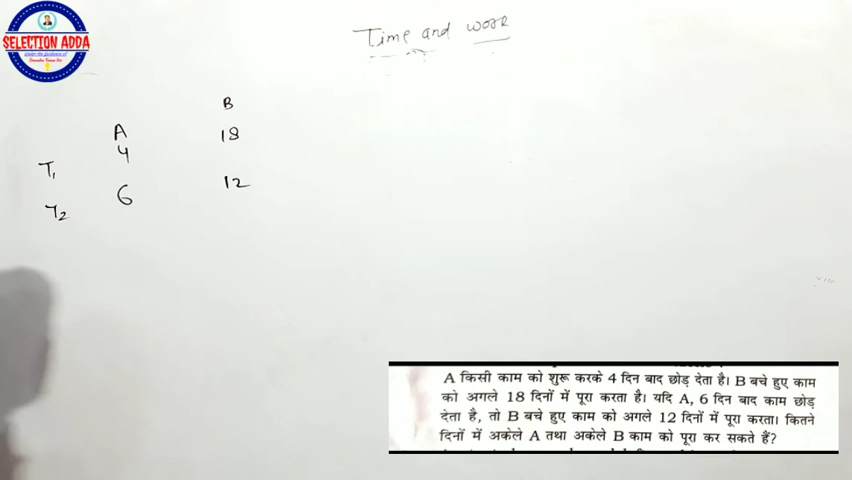 SELECTION ADDA
Time and work
A B
4 18
T1
6 12
T2
A किसी काम को शुरू करके 4 दिन बाद छोड़ देता है। B बचे हुए काम
को अगले 18 दिनों में पूरा करता है। यदि A, 6 दिन बाद काम छोड़
देता है, तो B बचे हुए काम को अगले 12 दिनों में पूरा करता। कितने
दिनों में अकेले A तथा अकेले B काम को पूरा कर सकते हैं?